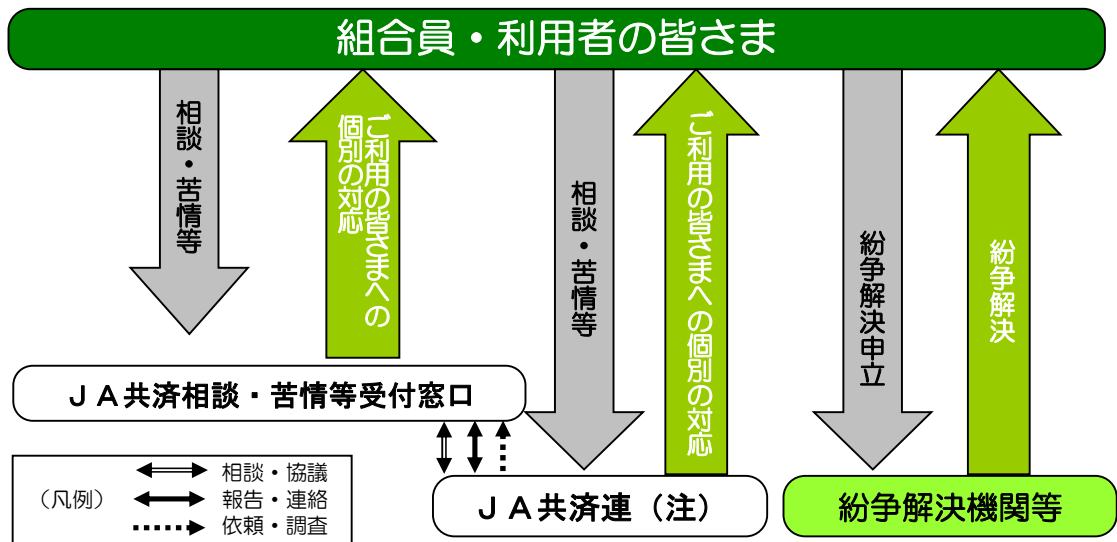 組合員・利用者の皆さま
相談・苦情等
ご利用の皆さまへの
個別の対応
相談・苦情等
ご利用の皆さまへの個別の対応
紛争解決申立
紛争解決
ＪＡ共済相談・苦情等受付窓口
（凡例）
相談・協議
報告・連絡
依頼・調査
ＪＡ共済連（注）
紛争解決機関等